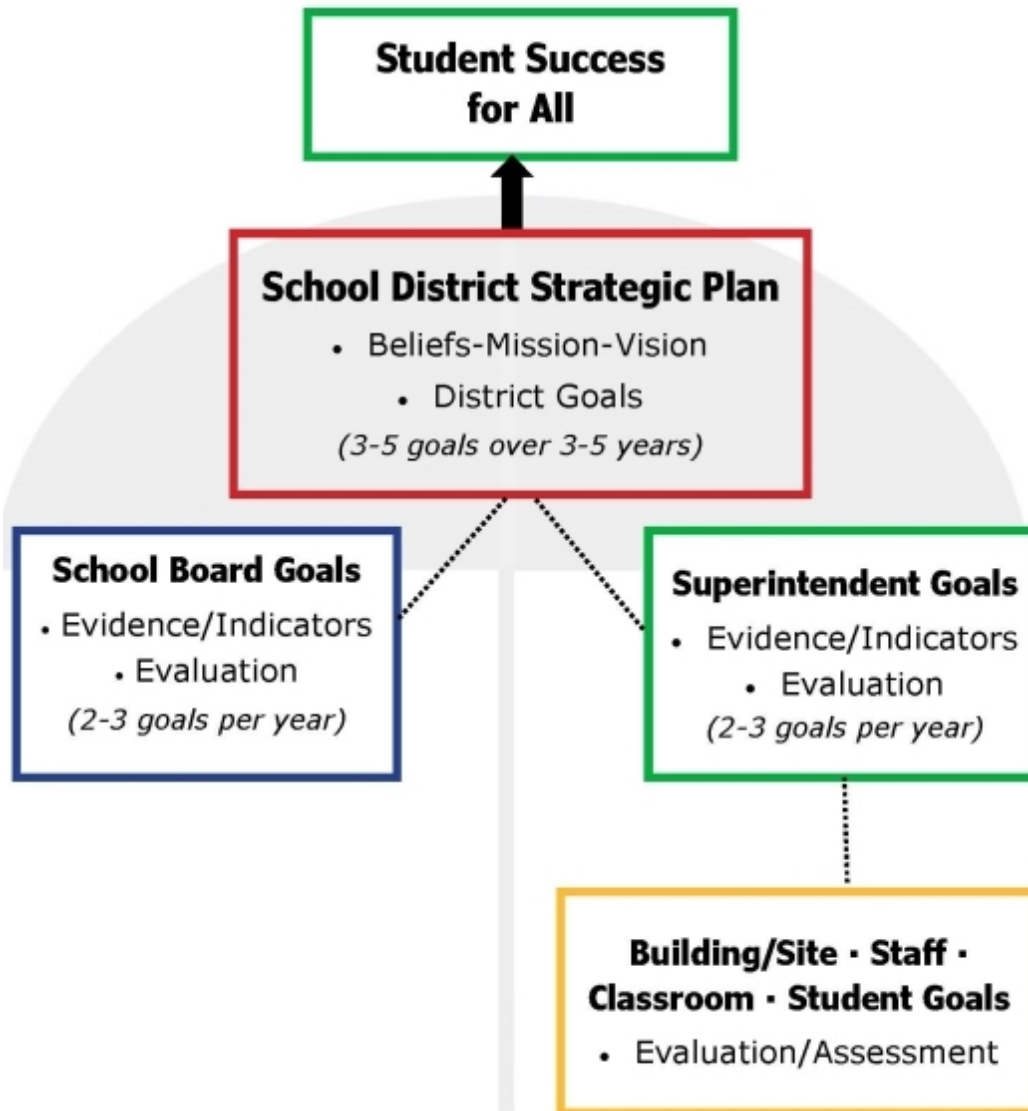 Student Success
for All
School District Strategic Plan
• Beliefs-Mission-Vision
• District Goals
(3-5 goals over 3-5 years)
School Board Goals
• Evidence/Indicators
• Evaluation
(2-3 goals per year)
Superintendent Goals
• Evidence/Indicators
• Evaluation
(2-3 goals per year)
Building/Site · Staff ·
Classroom · Student Goals
• Evaluation/Assessment